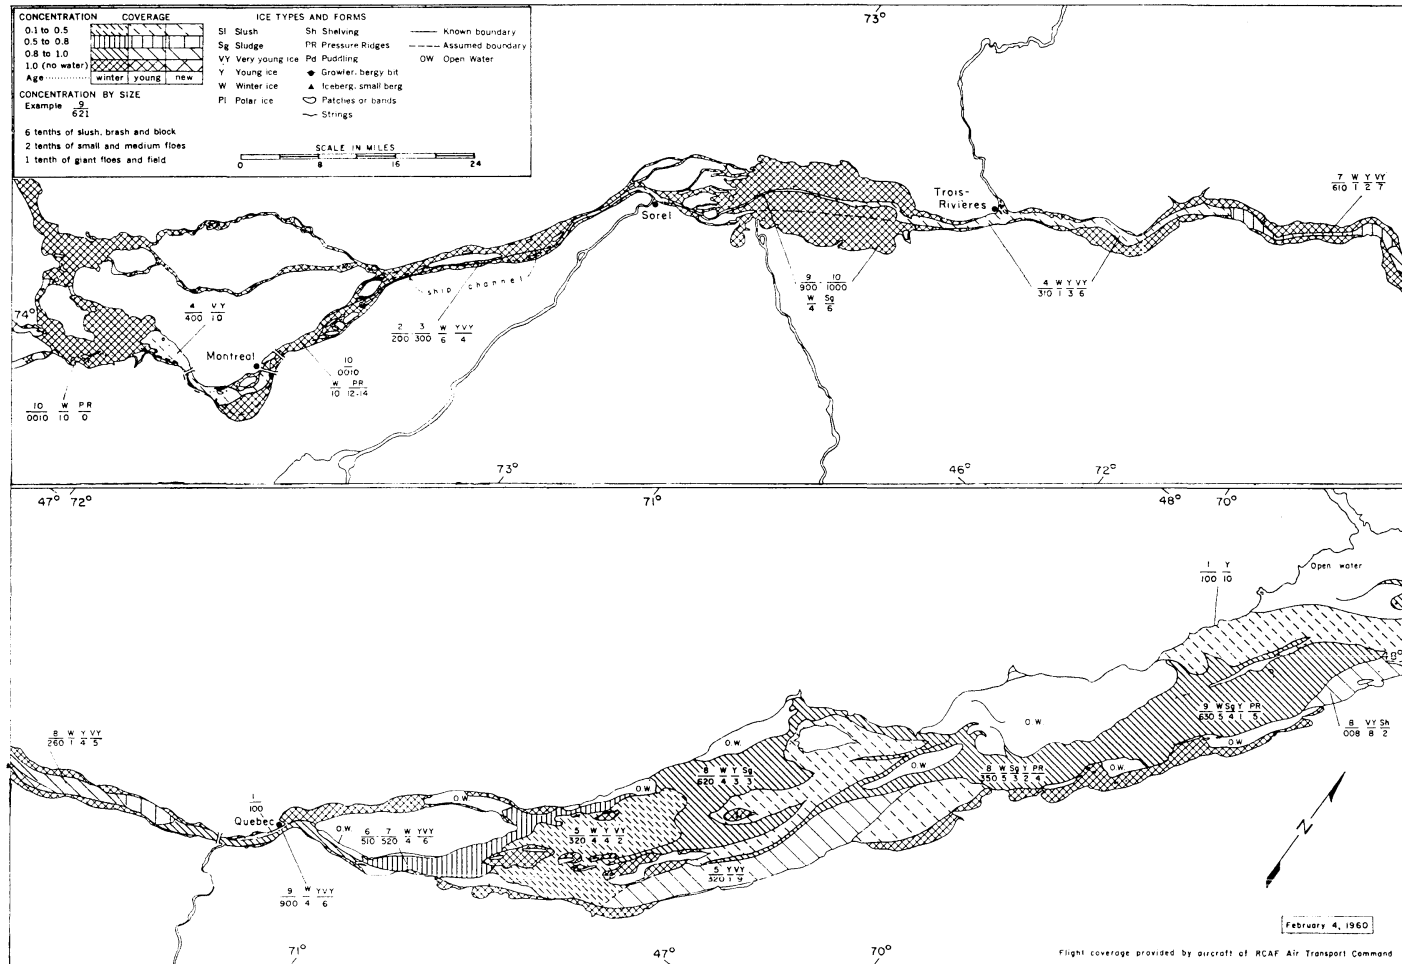 CONCENTRATION COVERAGE
0.1 to 0.5
0.5 to 0.8
0.8 to 1.0
1.0 (no water)
Age winter young new
CONCENTRATION BY SIZE
Example 9
621
6 tenths of slush, brash and block
2 tenths of small and medium floes
1 tenth of giant floes and field
ICE TYPES AND FORMS
Sl Slush
Sg Sludge
VY Very young ice
Y Young ice
W Winter ice
Pl Polar ice
Sh Shelving
PR Pressure Ridges
Pd Puddling
Growler, bergy bit
Iceberg, small berg
Patches or bands
Strings
Known boundary
Assumed boundary
OW Open Water
SCALE IN MILES
0 8 16 24
73°
Trois-
Rivières
Sorel
7 W Y VY
610 1 2 7
ship channel
9 10
900 1000
W Sg
4 6
4 W Y VY
310 1 3 6
74°
4 VY
400 10
2 3 W YVY
200 300 6 4
Montreal
10
0010
W PR
10 12-14
10 W PR
0010 10 0
73° 46° 72°
47° 72° 71° 48° 70°
1 Y
100 10
Open water
48°
9 W Sg Y PR
630 5 4 1 5
8 VY Sh
008 8 2
O.W.
O W
O W
8 W Y VY
260 1 4 5
8 W Y Sg
620 4 3 3
O.W.
8 W Sg Y PR
350 5 3 2 4
O.W.
O W
O W
1
100
Quebec
O.W.
6 7 W YVY
510 520 4 6
5 W Y VY
320 4 4 2
5 Y VY
320 1 9
9 W YVY
900 4 6
N
February 4, 1960
71° 47° 70°
Flight coverage provided by aircraft of RCAF Air Transport Command